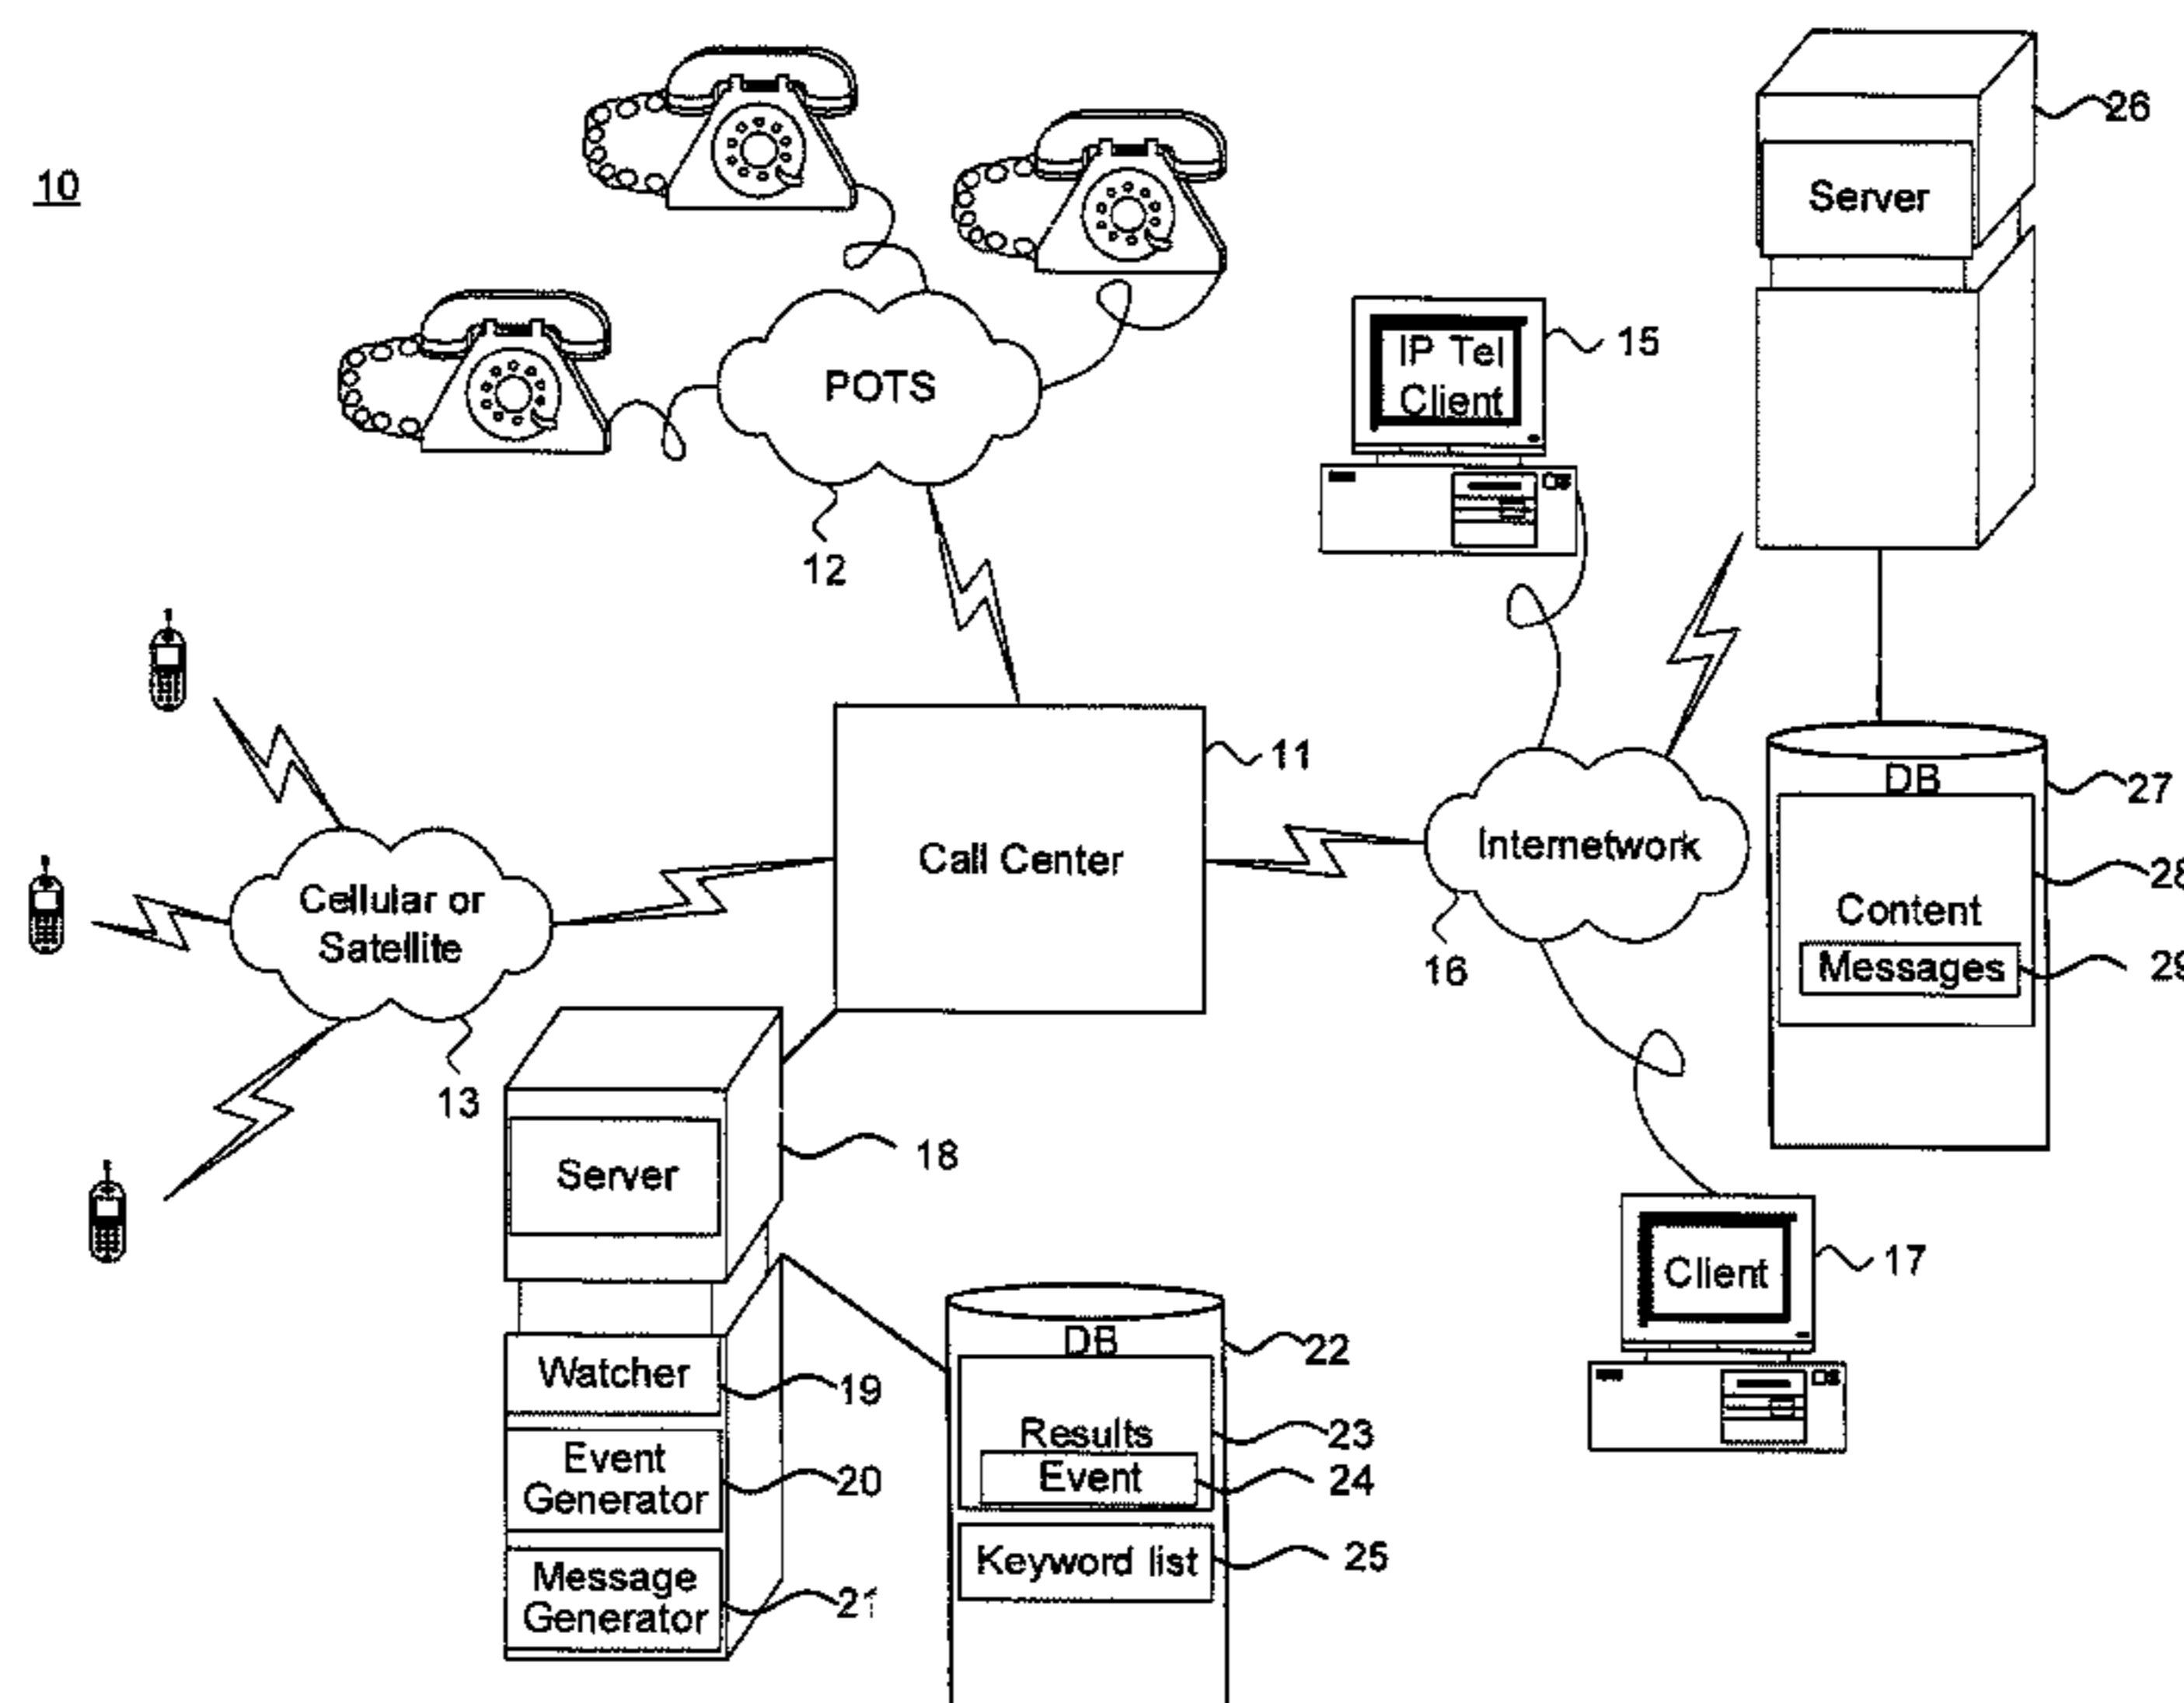 10
26
Server
15
IP Tel
Client
POTS
12
11
27
DB
Call Center
Internetwork
28
Cellular or
Satellite
Content
Messages
29
16
13
18
Server
17
Client
22
DB
Watcher
19
Results
23
Event
Generator
20
Event
24
Keyword list
25
Message
Generator
21